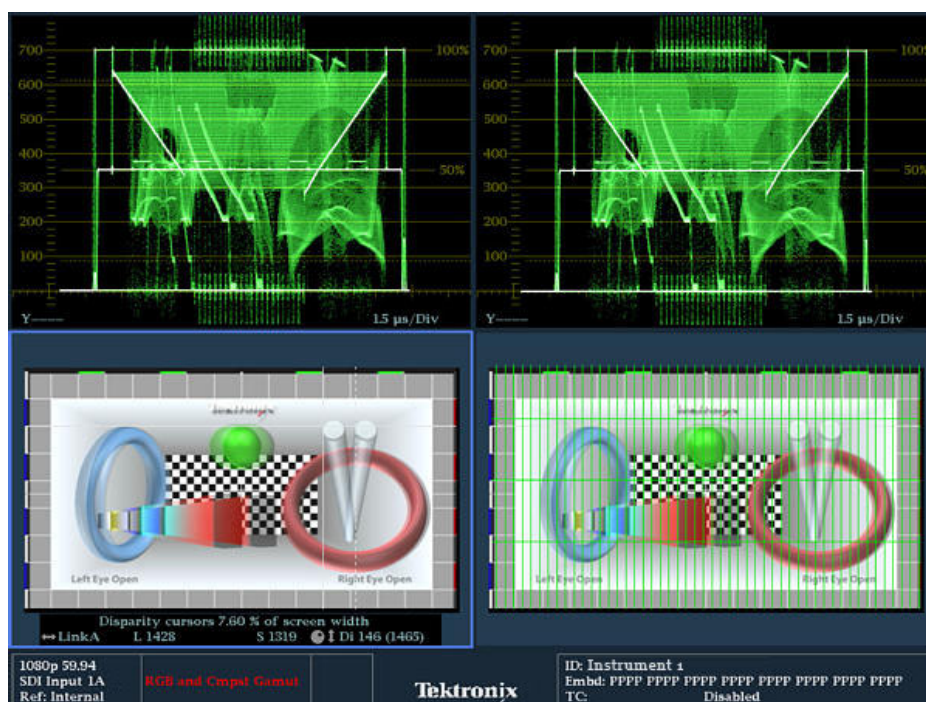 700
100%
700
100%
600
600
500
500
400
400
50%
50%
300
300
200
200
100
100
0
0
Y----
1.5 µs/Div
Y----
1.5 µs/Div
Left Eye Open
Right Eye Open
Left Eye Open
Right Eye Open
Disparity cursors 7.60 % of screen width
LinkA L 1428 S 1319 Di 146 (1465)
1080p 59.94
SDI Input 1A
Ref: Internal
RGB and Cmpst Gamut
Tektronix
ID: Instrument 1
Embd: PPPP PPPP PPPP PPPP PPPP PPPP PPPP PPPP
TC: Disabled